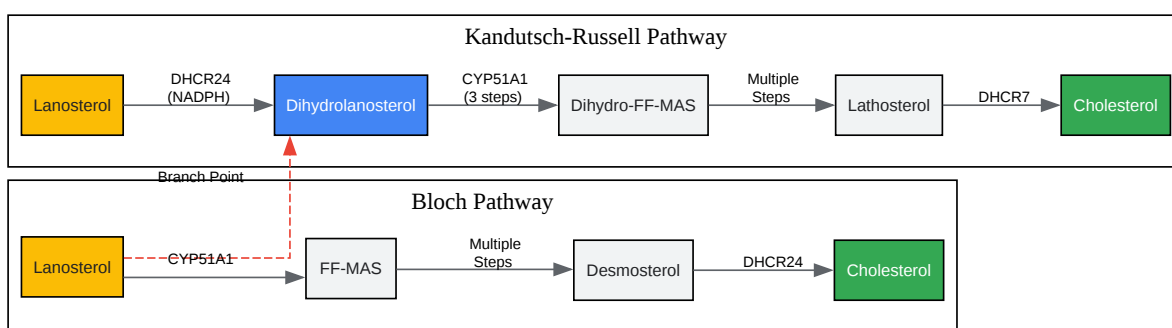 Kandutsch-Russell Pathway
Lanosterol
DHCR24
(NADPH)
Dihydrolanosterol
CYP51A1
(3 steps)
Dihydro-FF-MAS
Multiple
Steps
Lathosterol
DHCR7
Cholesterol
Branch Point
Bloch Pathway
Lanosterol
CYP51A1
FF-MAS
Multiple
Steps
Desmosterol
DHCR24
Cholesterol